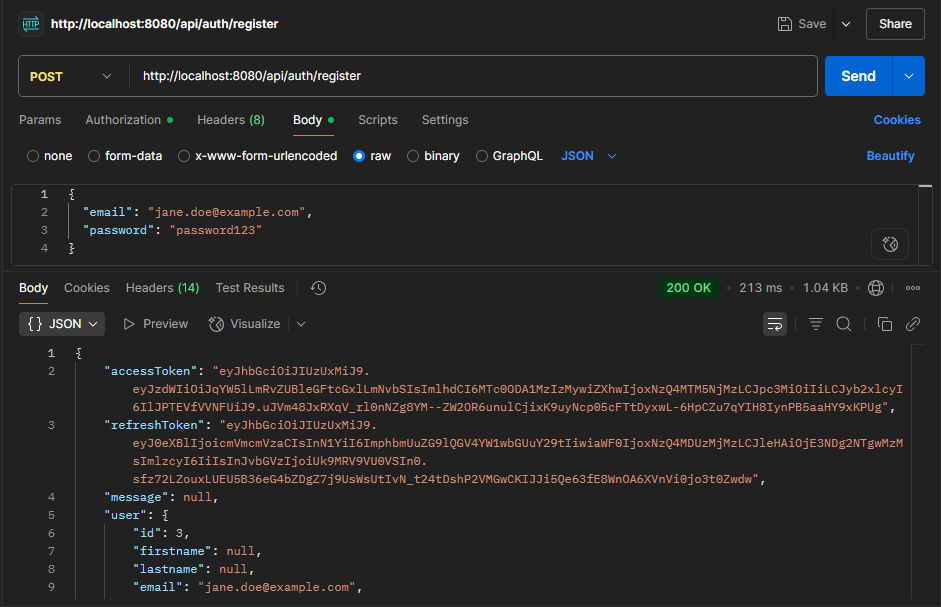 HTTP http://localhost:8080/api/auth/register Save Share
POST http://localhost:8080/api/auth/register Send
Params Authorization Headers (8) Body Scripts Settings Cookies
none form-data x-www-form-urlencoded raw binary GraphQL JSON Beautify
1 {
2 "email": "jane.doe@example.com",
3 "password": "password123"
4 }
Body Cookies Headers (14) Test Results 200 OK 213 ms 1.04 KB
{} JSON Preview Visualize
1 {
2 "accessToken": "eyJhbGciOiJIUzUxMiJ9.
eyJzdWIiOiJqYW5lLmRvZUBleGFtcGxlLmNvbSIsImlhdCI6MTc0ODA1MzIzMywiZXhwIjoxNzQ4MTM5NjMzLCJpc3MiOiIiLCJyb2xlcyI
6IlJPTEVfVVNFUiJ9.uJVm48JxRXqV_rl0nNZg8YM--ZW2OR6unulCjixK9uyNcp05cFTtDyxwL-6HpCZu7qYIH8IynPB5aaHY9xKPUg",
3 "refreshToken": "eyJhbGciOiJIUzUxMiJ9.
eyJ0eXBlIjoicmVmcmVzaCIsInN1YiI6ImphbmUuZG9lQGV4YW1wbGUuY29tIiwiaWF0IjoxNzQ4MDUzMjMzLCJleHAiOjE3NDg2NTgwMzM
sImlzcyI6IiIsInJvbGVzIjoiUk9MRV9VU0VSIn0.
sfz72LZouxLUEU5B36eG4bZDgZ7j9UsWsUtIvN_t24tDshP2VMGwCKIJJi5Qe63fE8WnOA6XVnVi0jo3t0Zwdw",
4 "message": null,
5 "user": {
6 "id": 3,
7 "firstname": null,
8 "lastname": null,
9 "email": "jane.doe@example.com",